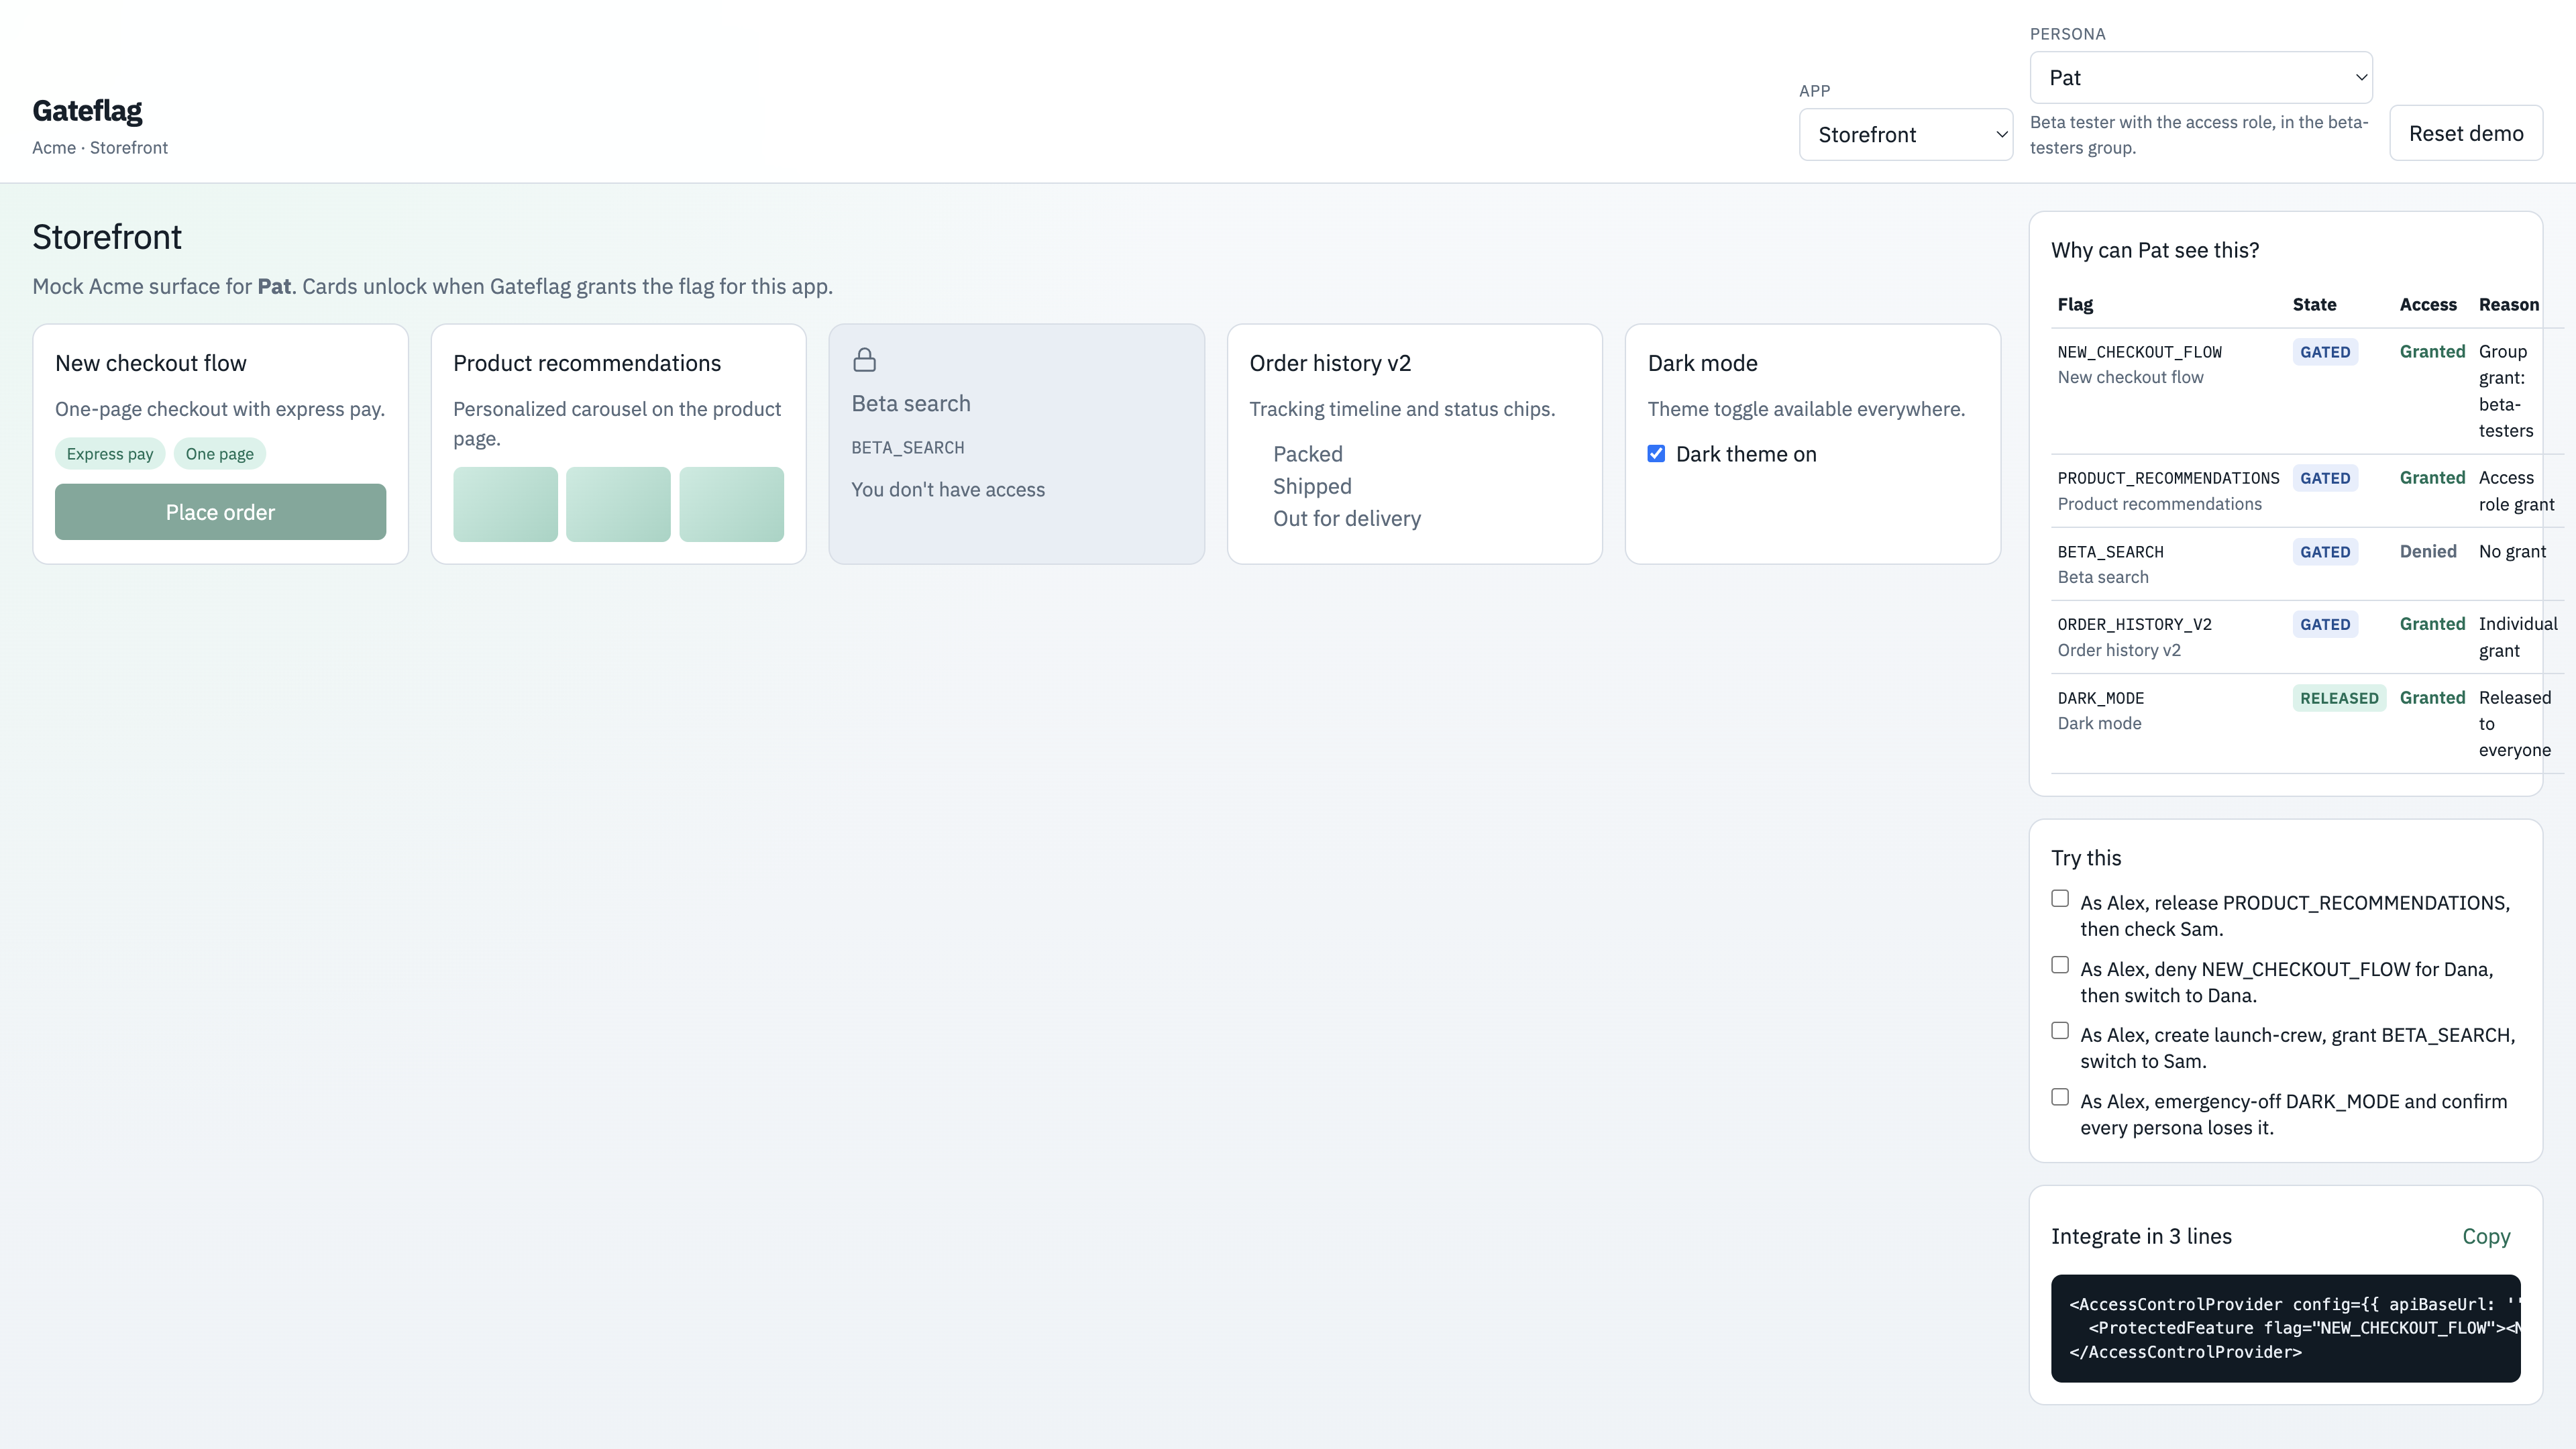 Gateflag
Acme · Storefront
APP
Storefront
PERSONA
Pat
Beta tester with the access role, in the beta-
testers group.
Reset demo
Storefront
Mock Acme surface for Pat. Cards unlock when Gateflag grants the flag for this app.
New checkout flow
One-page checkout with express pay.
Express pay
One page
Place order
Product recommendations
Personalized carousel on the product
page.
Beta search
BETA_SEARCH
You don't have access
Order history v2
Tracking timeline and status chips.
Packed
Shipped
Out for delivery
Dark mode
Theme toggle available everywhere.
Dark theme on
Why can Pat see this?
Flag State Access Reason
NEW_CHECKOUT_FLOW GATED Granted Group
New checkout flow grant:
beta-
testers
PRODUCT_RECOMMENDATIONS GATED Granted Access
Product recommendations role grant
BETA_SEARCH GATED Denied No grant
Beta search
ORDER_HISTORY_V2 GATED Granted Individual
Order history v2 grant
DARK_MODE RELEASED Granted Released
Dark mode to
everyone
Try this
As Alex, release PRODUCT_RECOMMENDATIONS,
then check Sam.
As Alex, deny NEW_CHECKOUT_FLOW for Dana,
then switch to Dana.
As Alex, create launch-crew, grant BETA_SEARCH,
switch to Sam.
As Alex, emergency-off DARK_MODE and confirm
every persona loses it.
Integrate in 3 lines
Copy
<AccessControlProvider config={{ apiBaseUrl: ''
<ProtectedFeature flag="NEW_CHECKOUT_FLOW"><N
</AccessControlProvider>